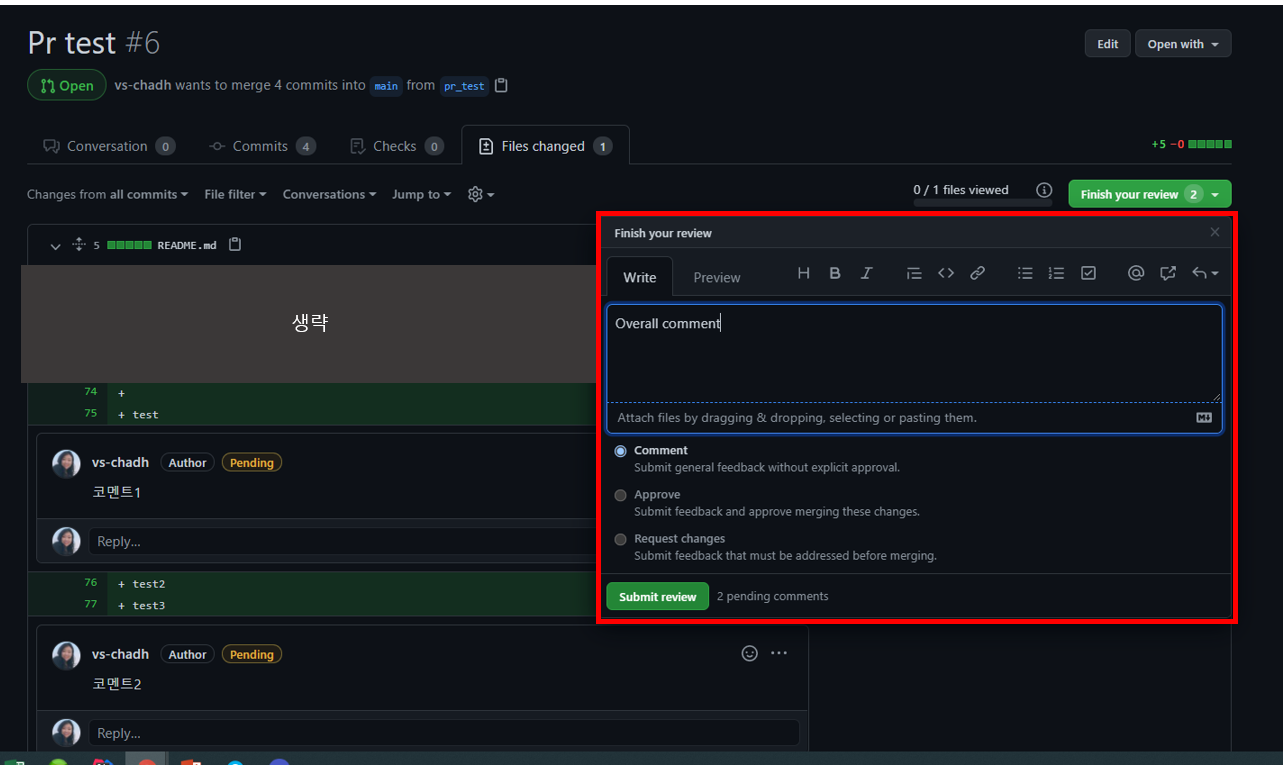 Pr test #6
Edit
Open with
Open
vs-chadh wants to merge 4 commits into main from pr_test
Conversation 0
Commits 4
Checks 0
Files changed 1
+5 −0
Changes from all commits
File filter
Conversations
Jump to
0 / 1 files viewed
Finish your review 2
5 README.md
생략
74 +
75 + test
vs-chadh Author Pending
코멘트1
Reply...
76 + test2
77 + test3
vs-chadh Author Pending
코멘트2
Reply...
Finish your review
Write
Preview
Overall comment
Attach files by dragging & dropping, selecting or pasting them.
Comment
Submit general feedback without explicit approval.
Approve
Submit feedback and approve merging these changes.
Request changes
Submit feedback that must be addressed before merging.
Submit review
2 pending comments